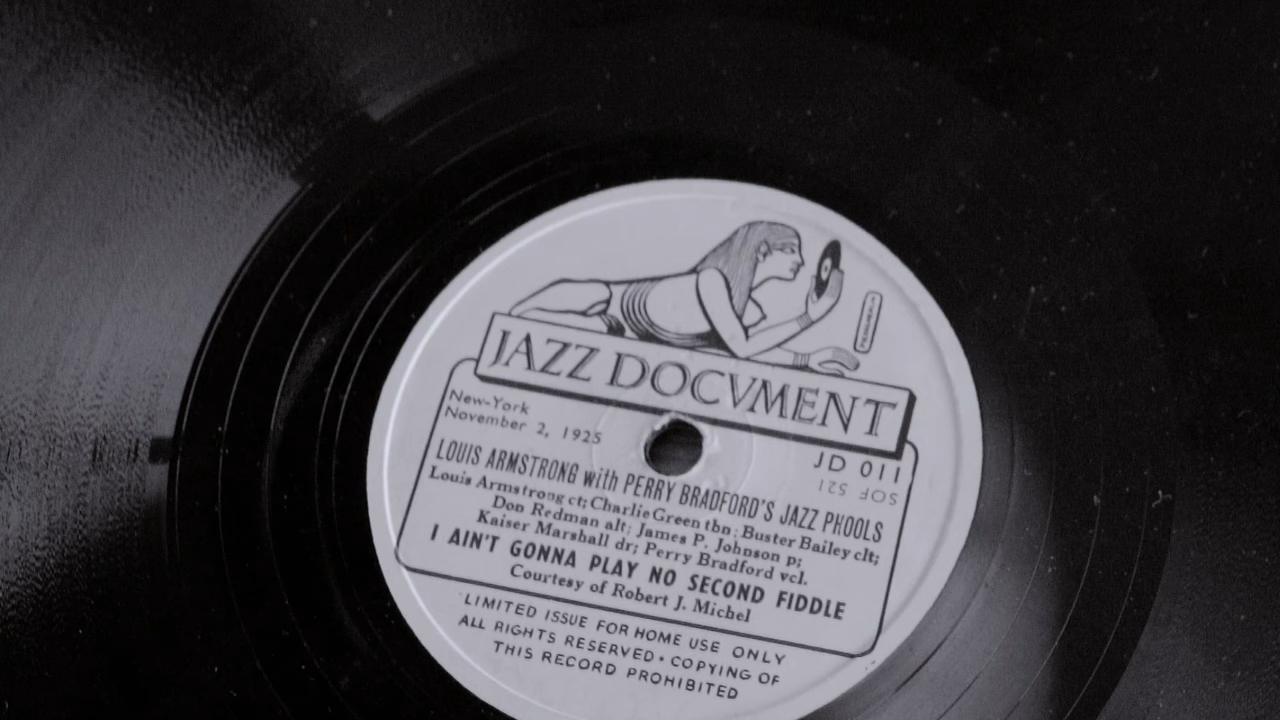 JAZZ DOCVMENT
New-York
November 2, 1925
JD 011
SOF 521
LOUIS ARMSTRONG with PERRY BRADFORD'S JAZZ PHOOLS
Louis Armstrong ct; Charlie Green tbn; Buster Bailey clt;
Don Redman alt; James P. Johnson p;
Kaiser Marshall dr; Perry Bradford vcl.
I AIN'T GONNA PLAY NO SECOND FIDDLE
Courtesy of Robert J. Michel
LIMITED ISSUE FOR HOME USE ONLY
ALL RIGHTS RESERVED · COPYING OF
THIS RECORD PROHIBITED